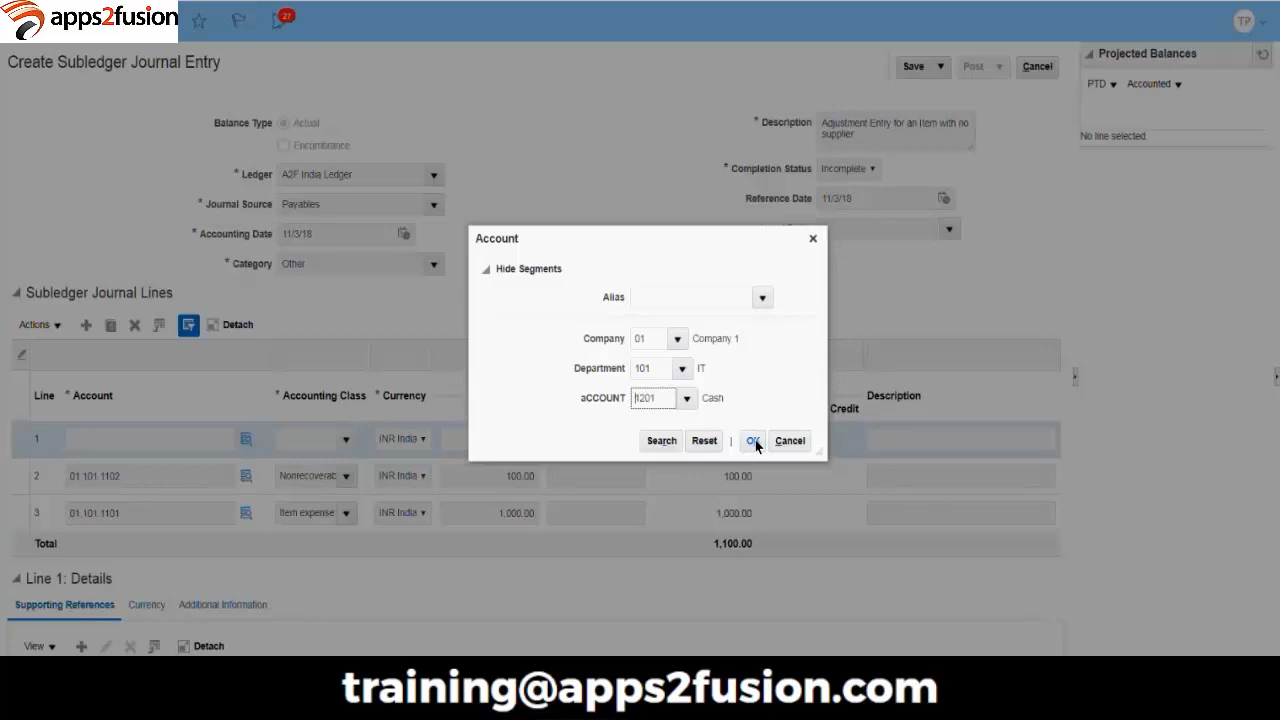 apps2fusion
27
TP
Create Subledger Journal Entry
Save
Post
Cancel
Projected Balances
PTD
Accounted
No line selected.
Balance Type
Actual
Encumbrance
* Ledger
A2F India Ledger
* Journal Source
Payables
* Accounting Date
11/3/18
* Category
Other
* Description
Adjustment Entry for an Item with no
supplier
* Completion Status
Incomplete
Reference Date
11/3/18
Account
Hide Segments
Alias
Company
01
Company 1
Department
101
IT
aCCOUNT
1201
Cash
Search
Reset
|
OK
Cancel
Subledger Journal Lines
Actions
Detach
Line
* Account
* Accounting Class
* Currency
Credit
Description
1
INR India
2
01.101.1102
Nonrecoverab
INR India
100.00
100.00
3
01.101.1101
Item expense
INR India
1,000.00
1,000.00
Total
1,100.00
Line 1: Details
Supporting References
Currency
Additional Information
View
Detach
training@apps2fusion.com